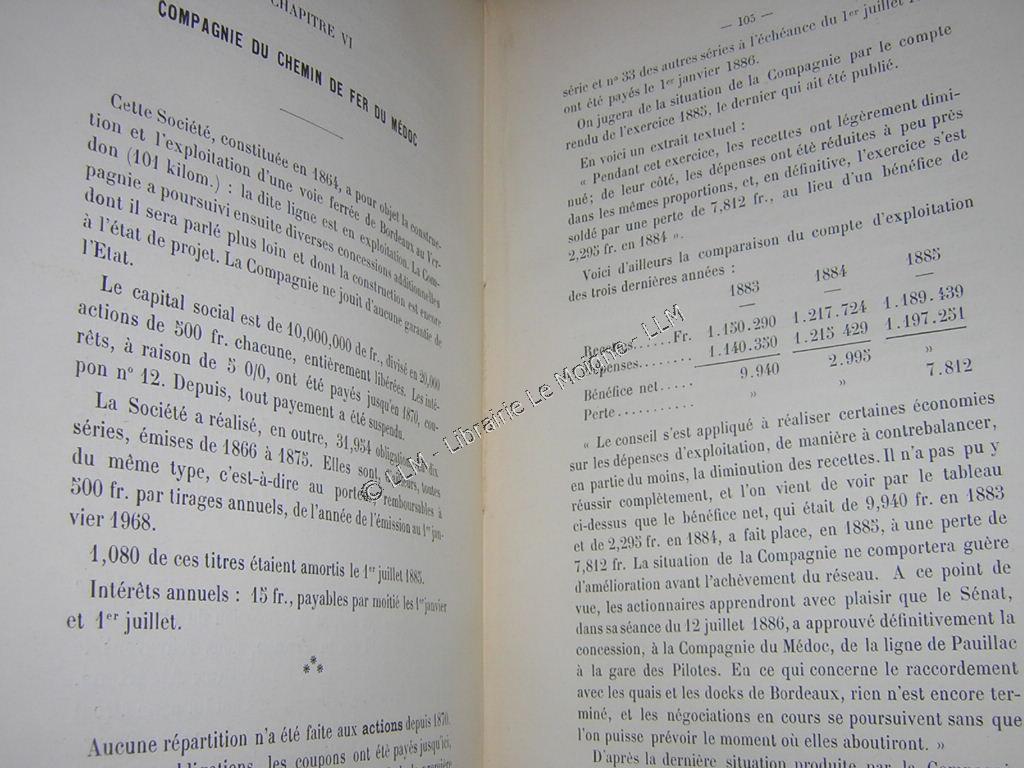 CHAPITRE VI
COMPAGNIE DU CHEMIN DE FER DU MÉDOC
Cette Société, constituée en 1864, a pour objet la construc-
tion et l'exploitation d'une voie ferrée de Bordeaux au Ver-
don (101 kilom.) : la dite ligne est en exploitation. La Com-
pagnie a poursuivi ensuite diverses concessions additionnelles
dont il sera parlé plus loin et dont la construction est encore
à l'état de projet. La Compagnie ne jouit d'aucune garantie de
l'Etat.
Le capital social est de 10,000,000 de fr., divisé en 20,000
actions de 500 fr. chacune, entièrement libérées. Les inté-
rêts, à raison de 5 0/0, ont été payés jusqu'en 1870, cou-
pon n° 12. Depuis, tout payement a été suspendu.
La Société a réalisé, en outre, 31,954 obligations en dix
séries, émises de 1866 à 1875. Elles sont, toutes
du même type, c'est-à-dire au porteur, remboursables à
500 fr. par tirages annuels, de l'année de l'émission au 1er jan-
vier 1968.
1,080 de ces titres étaient amortis le 1er juillet 1885.
Intérêts annuels : 15 fr., payables par moitié les 1er janvier
et 1er juillet.
Aucune répartition n'a été faite aux actions depuis 1870.
les coupons ont été payés jusqu'ici,
— 105 —
série et n° 33 des autres séries à l'échéance du 1er juillet
ont été payés le 1er janvier 1886.
On jugera de la situation de la Compagnie par le compte
rendu de l'exercice 1885, le dernier qui ait été publié.
En voici un extrait textuel :
« Pendant cet exercice, les recettes ont légèrement dimi-
nué; de leur côté, les dépenses ont été réduites à peu près
dans les mêmes proportions, et, en définitive, l'exercice s'est
soldé par une perte de 7,812 fr., au lieu d'un bénéfice de
2,295 fr. en 1884 ».
Voici d'ailleurs la comparaison du compte d'exploitation
des trois dernières années :
1883 1884 1885
Recettes...... Fr. 1.150.290 1.217.724 1.189.439
Dépenses....... 1.140.350 1.215 429 1.197.251
Bénéfice net..... 9.940 2.995 »
Perte........... » » 7.812
« Le conseil s'est appliqué à réaliser certaines économies
sur les dépenses d'exploitation, de manière à contrebalancer,
en partie du moins, la diminution des recettes. Il n'a pas pu y
réussir complètement, et l'on vient de voir par le tableau
ci-dessus que le bénéfice net, qui était de 9,940 fr. en 1883
et de 2,295 fr. en 1884, a fait place, en 1885, à une perte de
7,812 fr. La situation de la Compagnie ne comportera guère
d'amélioration avant l'achèvement du réseau. A ce point de
vue, les actionnaires apprendront avec plaisir que le Sénat,
dans sa séance du 12 juillet 1886, a approuvé définitivement la
concession, à la Compagnie du Médoc, de la ligne de Pauillac
à la gare des Pilotes. En ce qui concerne le raccordement
avec les quais et les docks de Bordeaux, rien n'est encore ter-
miné, et les négociations en cours se poursuivent sans que
l'on puisse prévoir le moment où elles aboutiront. »
D'après la dernière situation produite par la
© LLM - Librairie Le Moigne - LLM